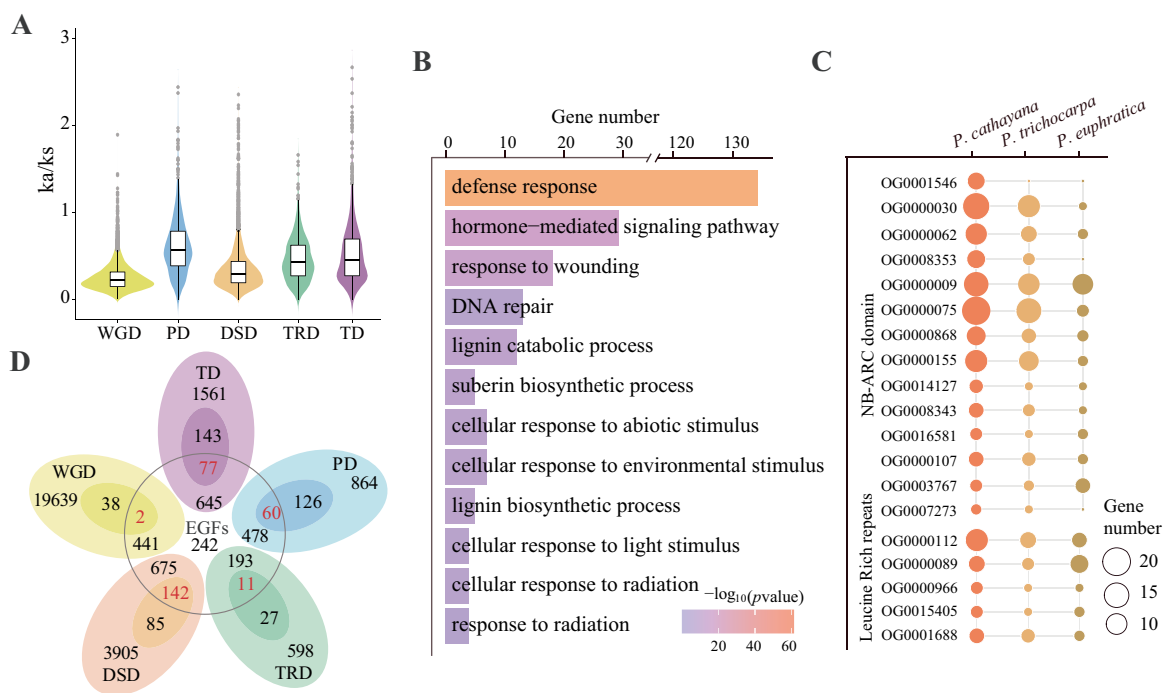 A
3
2
1
0
ka/ks
WGD PD DSD TRD TD
B
Gene number
0 10 20 30 120 130
defense response
hormone−mediated signaling pathway
response to wounding
DNA repair
lignin catabolic process
suberin biosynthetic process
cellular response to abiotic stimulus
cellular response to environmental stimulus
lignin biosynthetic process
cellular response to light stimulus
cellular response to radiation
response to radiation
−log10(pvalue)
20 40 60
C
P. cathayana
P. trichocarpa
P. euphratica
NB-ARC domain
OG0001546
OG0000030
OG0000062
OG0008353
OG0000009
OG0000075
OG0000868
OG0000155
OG0014127
OG0008343
OG0016581
OG0000107
OG0003767
OG0007273
Leucine Rich repeats
OG0000112
OG0000089
OG0000966
OG0015405
OG0001688
Gene
number
20
15
10
D
TD
1561
143
77
645
WGD
19639
38
2
441
PD
864
126
60
478
EGFs
242
675
142
85
3905
DSD
193
11
27
598
TRD